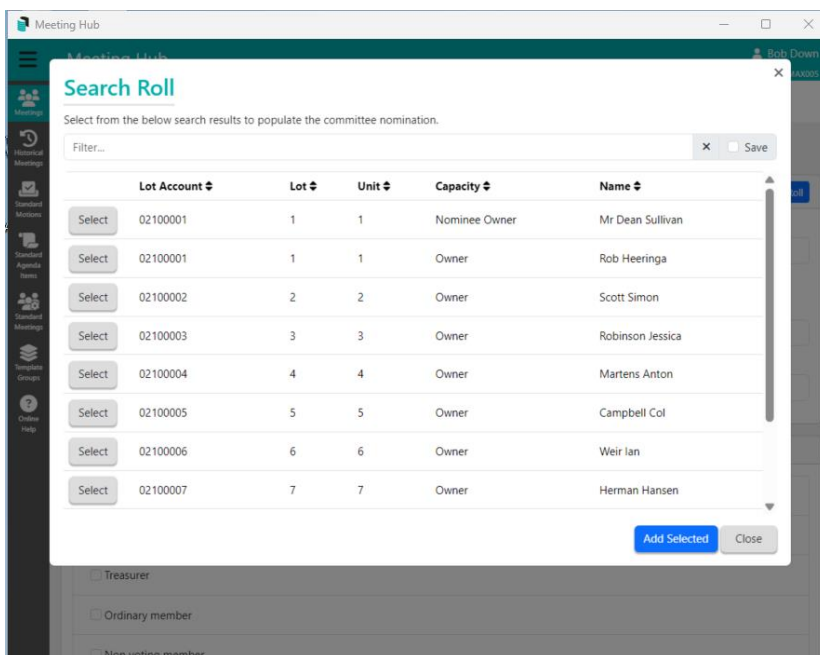 Meeting Hub
Meeting Hub
Bob Down
MAX005
Meetings
Historical
Meetings
Standard
Motions
Standard
Agenda
Items
Standard
Meetings
Template
Groups
Online
Help
Search Roll
Select from the below search results to populate the committee nomination.
Filter... Save
Lot Account Lot Unit Capacity Name
Select 02100001 1 1 Nominee Owner Mr Dean Sullivan
Select 02100001 1 1 Owner Rob Heeringa
Select 02100002 2 2 Owner Scott Simon
Select 02100003 3 3 Owner Robinson Jessica
Select 02100004 4 4 Owner Martens Anton
Select 02100005 5 5 Owner Campbell Col
Select 02100006 6 6 Owner Weir Ian
Select 02100007 7 7 Owner Herman Hansen
Add Selected Close
Treasurer
Ordinary member
Non voting member